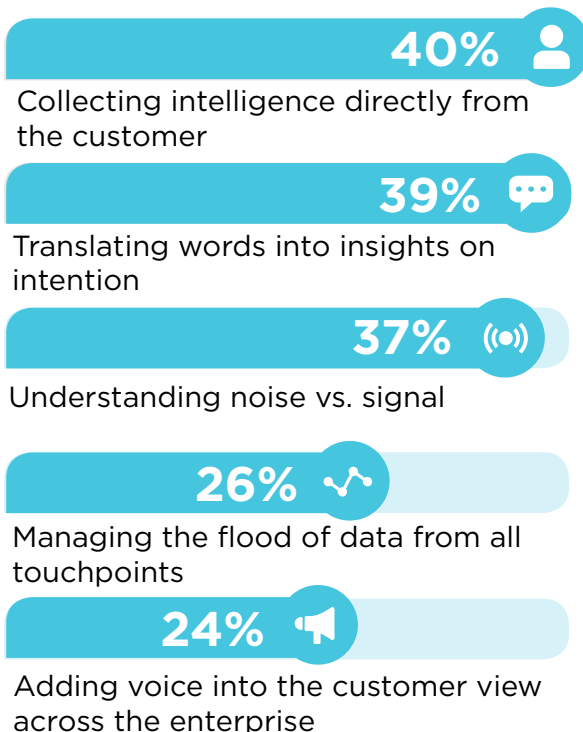 40%
Collecting intelligence directly from
the customer
39%
Translating words into insights on
intention
37%
Understanding noise vs. signal
26%
Managing the flood of data from all
touchpoints
24%
Adding voice into the customer view
across the enterprise